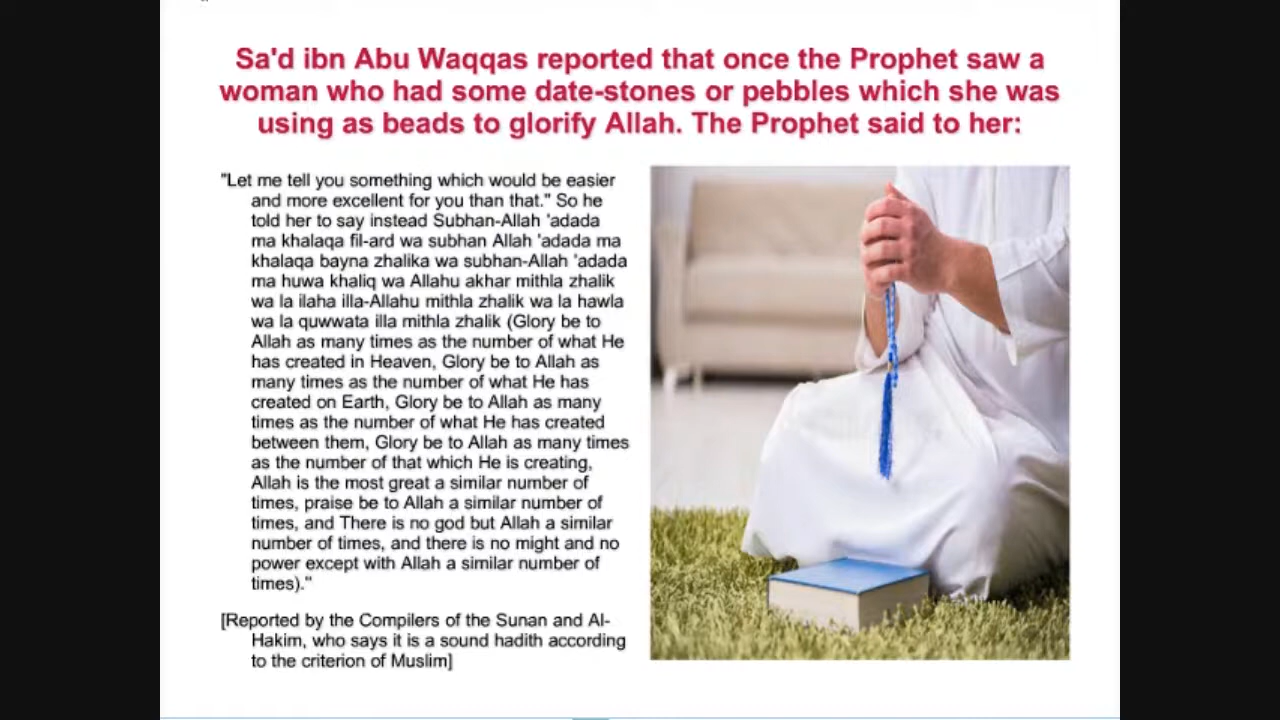 Sa'd ibn Abu Waqqas reported that once the Prophet saw a
woman who had some date-stones or pebbles which she was
using as beads to glorify Allah. The Prophet said to her:
"Let me tell you something which would be easier
and more excellent for you than that." So he
told her to say instead Subhan-Allah 'adada
ma khalaqa fil-ard wa subhan Allah 'adada ma
khalaqa bayna zhalika wa subhan-Allah 'adada
ma huwa khaliq wa Allahu akhar mithla zhalik
wa la ilaha illa-Allahu mithla zhalik wa la hawla
wa la quwwata illa mithla zhalik (Glory be to
Allah as many times as the number of what He
has created in Heaven, Glory be to Allah as
many times as the number of what He has
created on Earth, Glory be to Allah as many
times as the number of what He has created
between them, Glory be to Allah as many times
as the number of that which He is creating,
Allah is the most great a similar number of
times, praise be to Allah a similar number of
times, and There is no god but Allah a similar
number of times, and there is no might and no
power except with Allah a similar number of
times)."
[Reported by the Compilers of the Sunan and Al-
Hakim, who says it is a sound hadith according
to the criterion of Muslim]